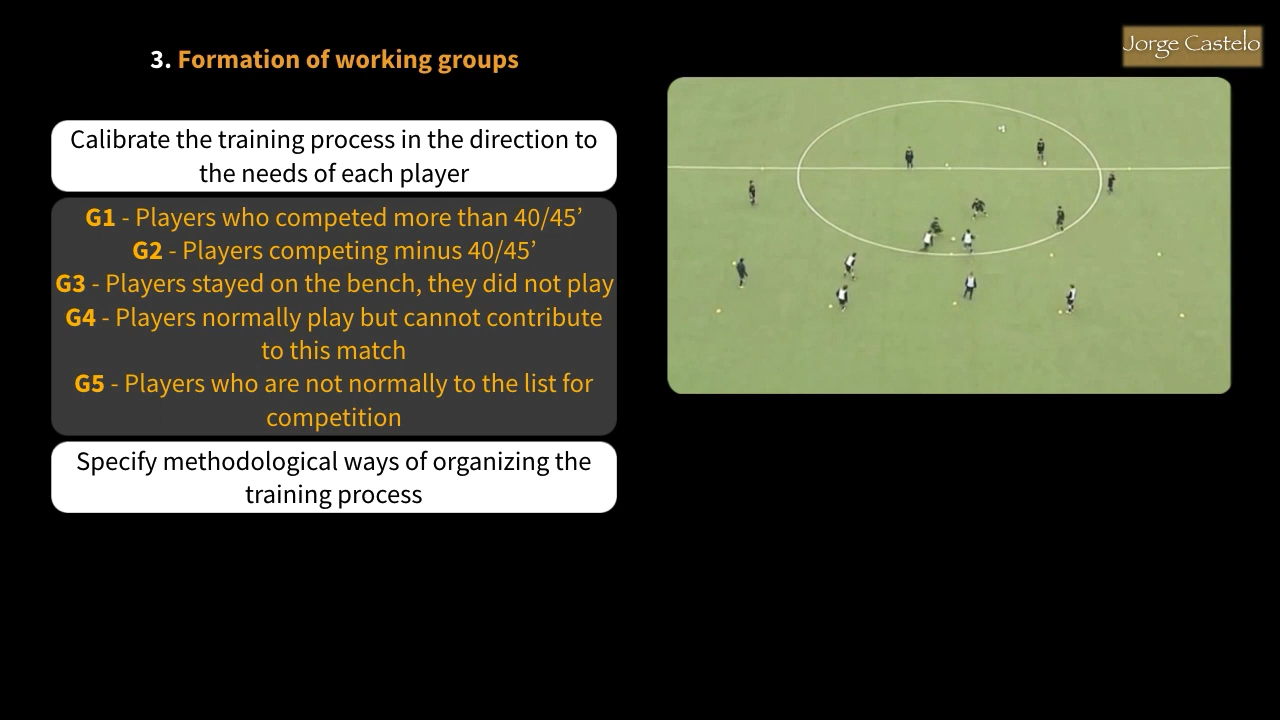 3. Formation of working groups
Jorge Castelo
Calibrate the training process in the direction to
the needs of each player
G1 - Players who competed more than 40/45’
G2 - Players competing minus 40/45’
G3 - Players stayed on the bench, they did not play
G4 - Players normally play but cannot contribute
to this match
G5 - Players who are not normally to the list for
competition
Specify methodological ways of organizing the
training process